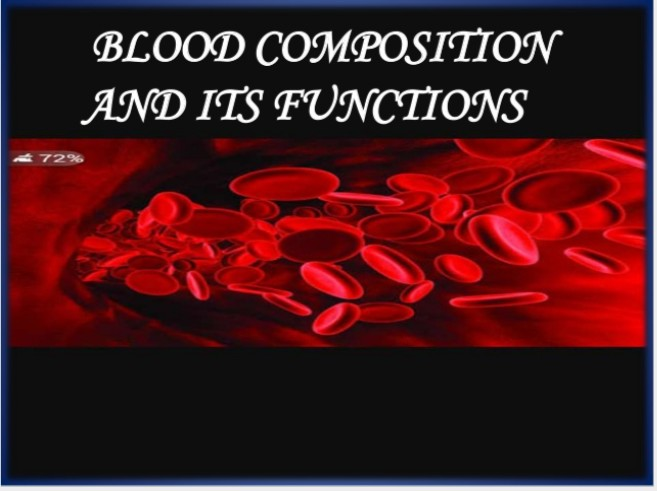 BLOOD COMPOSITION
AND ITS FUNCTIONS
72%